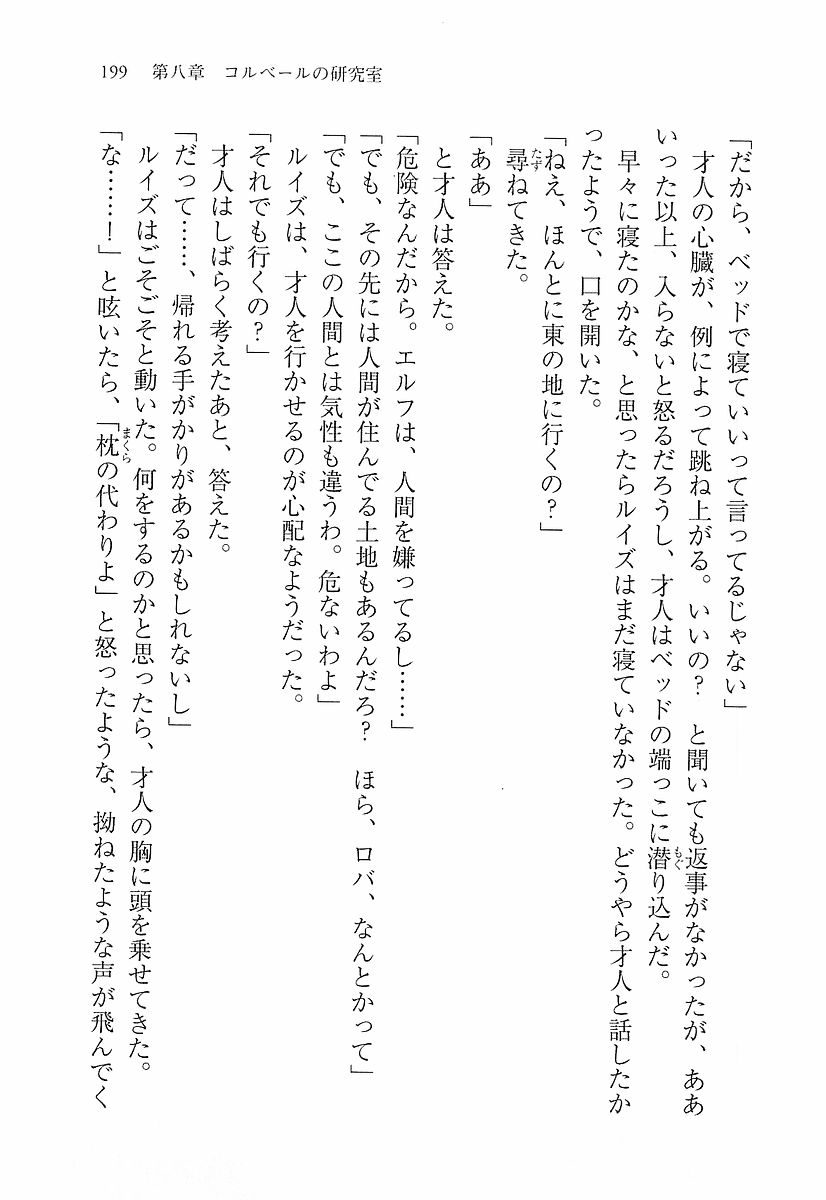 199　第八章　コルベールの研究室
「だから、ベッドで寝ていいって言ってるじゃない」
　才人の心臓が、例によって跳ね上がる。いいの？　と聞いても返事がなかったが、ああ
いった以上、入らないと怒るだろうし、才人はベッドの端っこに潜り込んだ。
　早々に寝たのかな、と思ったらルイズはまだ寝ていなかった。どうやら才人と話したか
ったようで、口を開いた。
「ねえ、ほんとに東の地に行くの？」
　尋ねてきた。
「ああ」
　と才人は答えた。
「危険なんだから。エルフは、人間を嫌ってるし……」
「でも、その先には人間が住んでる土地もあるんだろ？　ほら、ロバ、なんとかって」
「でも、ここの人間とは気性も違うわ。危ないわよ」
　ルイズは、才人を行かせるのが心配なようだった。
「それでも行くの？」
　才人はしばらく考えたあと、答えた。
「だって……、帰れる手がかりがあるかもしれないし」
　ルイズはごそごそと動いた。何をするのかと思ったら、才人の胸に頭を乗せてきた。
「な……！」と呟いたら、「枕の代わりよ」と怒ったような、拗ねたような声が飛んでく